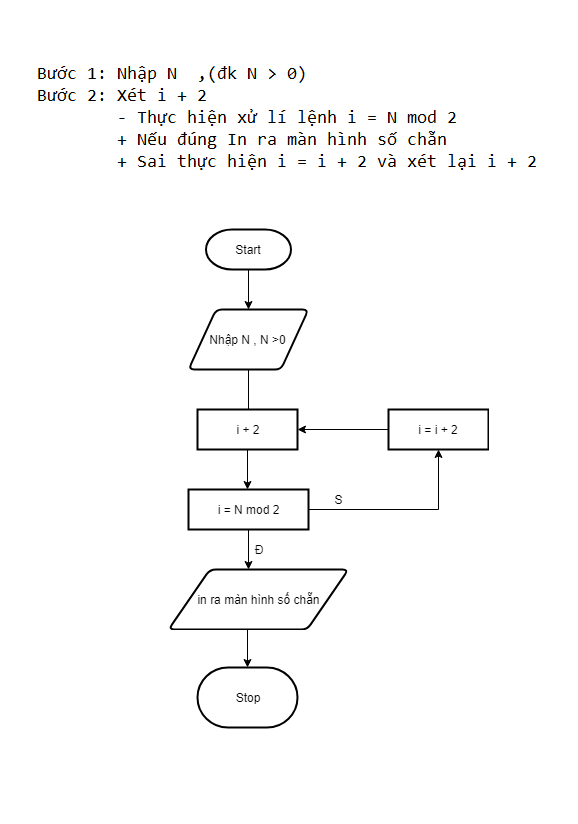 Bước 1: Nhập N  ,(đk N > 0)
Bước 2: Xét i + 2
- Thực hiện xử lí lệnh i = N mod 2
+ Nếu đúng In ra màn hình số chẵn
+ Sai thực hiện i = i + 2 và xét lại i + 2
Start
Nhập N , N >0
i + 2
i = i + 2
i = N mod 2
S
Đ
in ra màn hình số chẵn
Stop